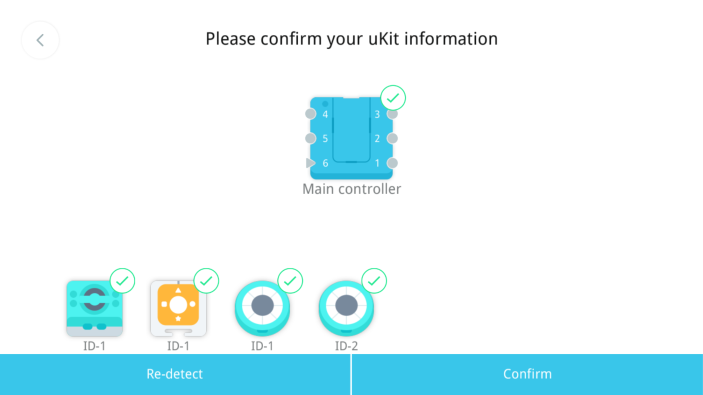 Please confirm your uKit information
4 3
5 2
6 1
Main controller
ID-1 ID-1 ID-1 ID-2
Re-detect Confirm